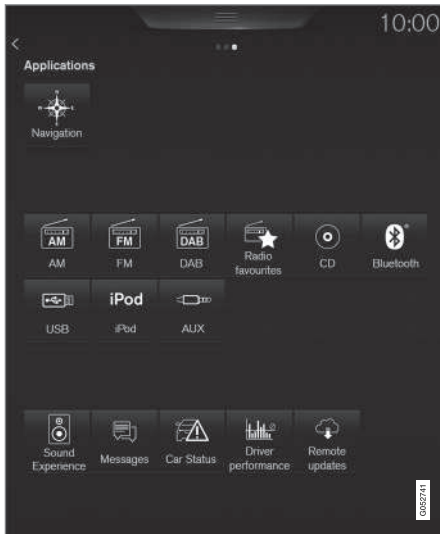 10:00
Applications
Navigation
AM
FM
DAB
AM
FM
DAB
Radio
favourites
CD
Bluetooth
iPod
USB
iPod
AUX
Sound
Experience
Messages
Car Status
Driver
performance
Remote
updates
G052741